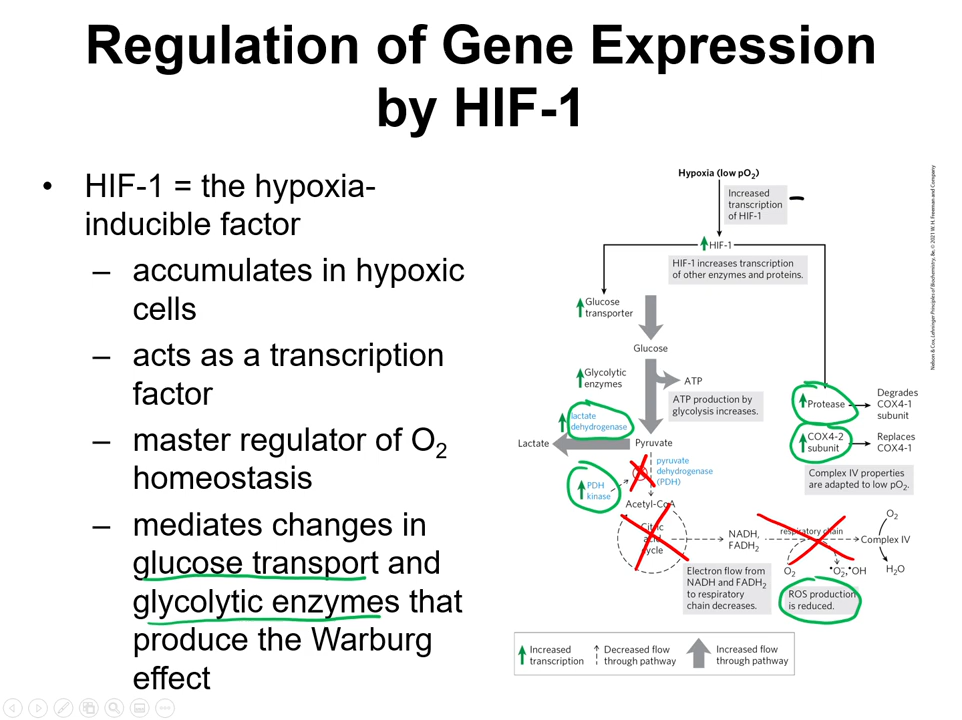 Regulation of Gene Expression
by HIF-1
• HIF-1 = the hypoxia-
inducible factor
– accumulates in hypoxic
cells
– acts as a transcription
factor
– master regulator of O2
homeostasis
– mediates changes in
glucose transport and
glycolytic enzymes that
produce the Warburg
effect
Hypoxia (low pO2)
Increased
transcription
of HIF-1
HIF-1
HIF-1 increases transcription
of other enzymes and proteins.
Glucose
transporter
Glucose
Glycolytic
enzymes
ATP
ATP production by
glycolysis increases.
lactate
dehydrogenase
Lactate
Pyruvate
pyruvate
dehydrogenase
(PDH)
PDH
kinase
Acetyl-CoA
Citric
acid
cycle
NADH,
FADH2
Electron flow from
NADH and FADH2
to respiratory
chain decreases.
respiratory chain
Complex IV
O2
H2O
O2
•O2−,•OH
ROS production
is reduced.
Protease
Degrades
COX4-1
subunit
COX4-2
subunit
Replaces
COX4-1
Complex IV properties
are adapted to low pO2.
Increased
transcription
Decreased flow
through pathway
Increased flow
through pathway
Nelson & Cox, Lehninger Principles of Biochemistry, 8e, © 2021 W. H. Freeman and Company